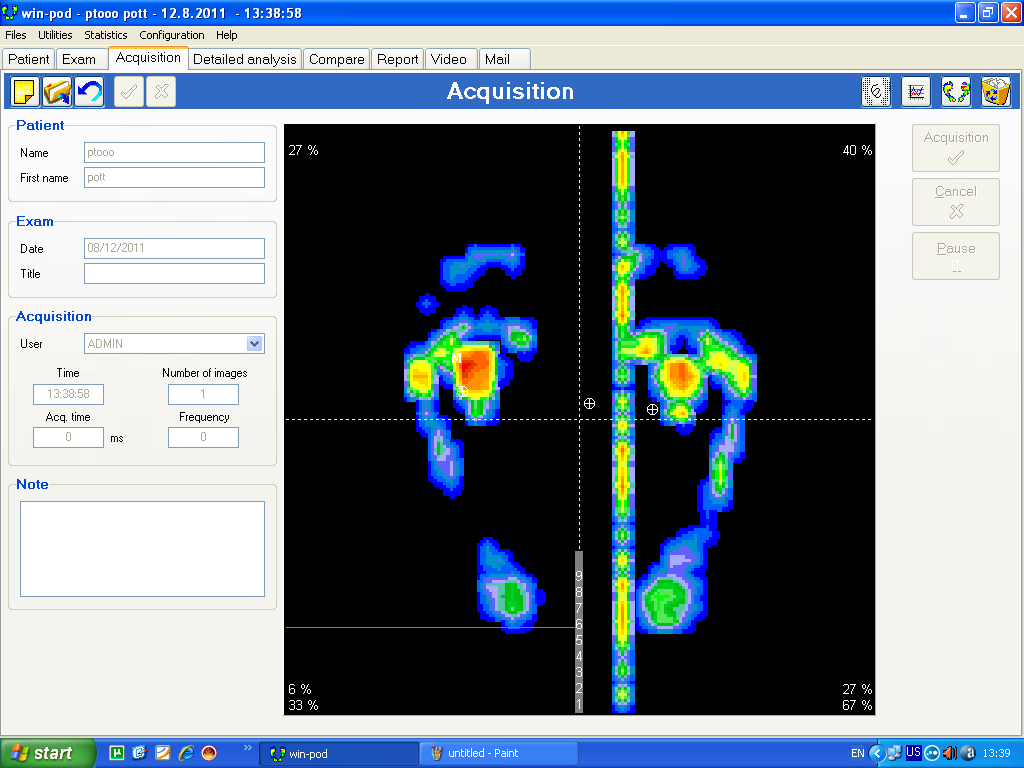 win-pod - ptooo pott - 12.8.2011 - 13:38:58
Files Utilities Statistics Configuration Help
Patient Exam Acquisition Detailed analysis Compare Report Video Mail
Acquisition
Patient
Name ptooo
First name pott
Exam
Date 08/12/2011
Title
Acquisition
User ADMIN
Time Number of images
13:38:58 1
Acq. time Frequency
0 ms 0
Note
27 % 40 %
M
9
8
7
6
5
4
3
2
1
6 % 27 %
33 % 67 %
Acquisition
Cancel
Pause
start win-pod untitled - Paint EN US 13:39